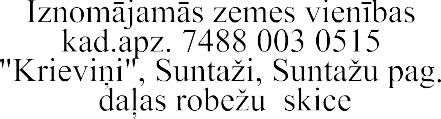 Iznomājamās zemes vienības
kad.apz. 7488 003 0515
"Krieviņi", Suntaži, Suntažu pag.
daļas robežu skice